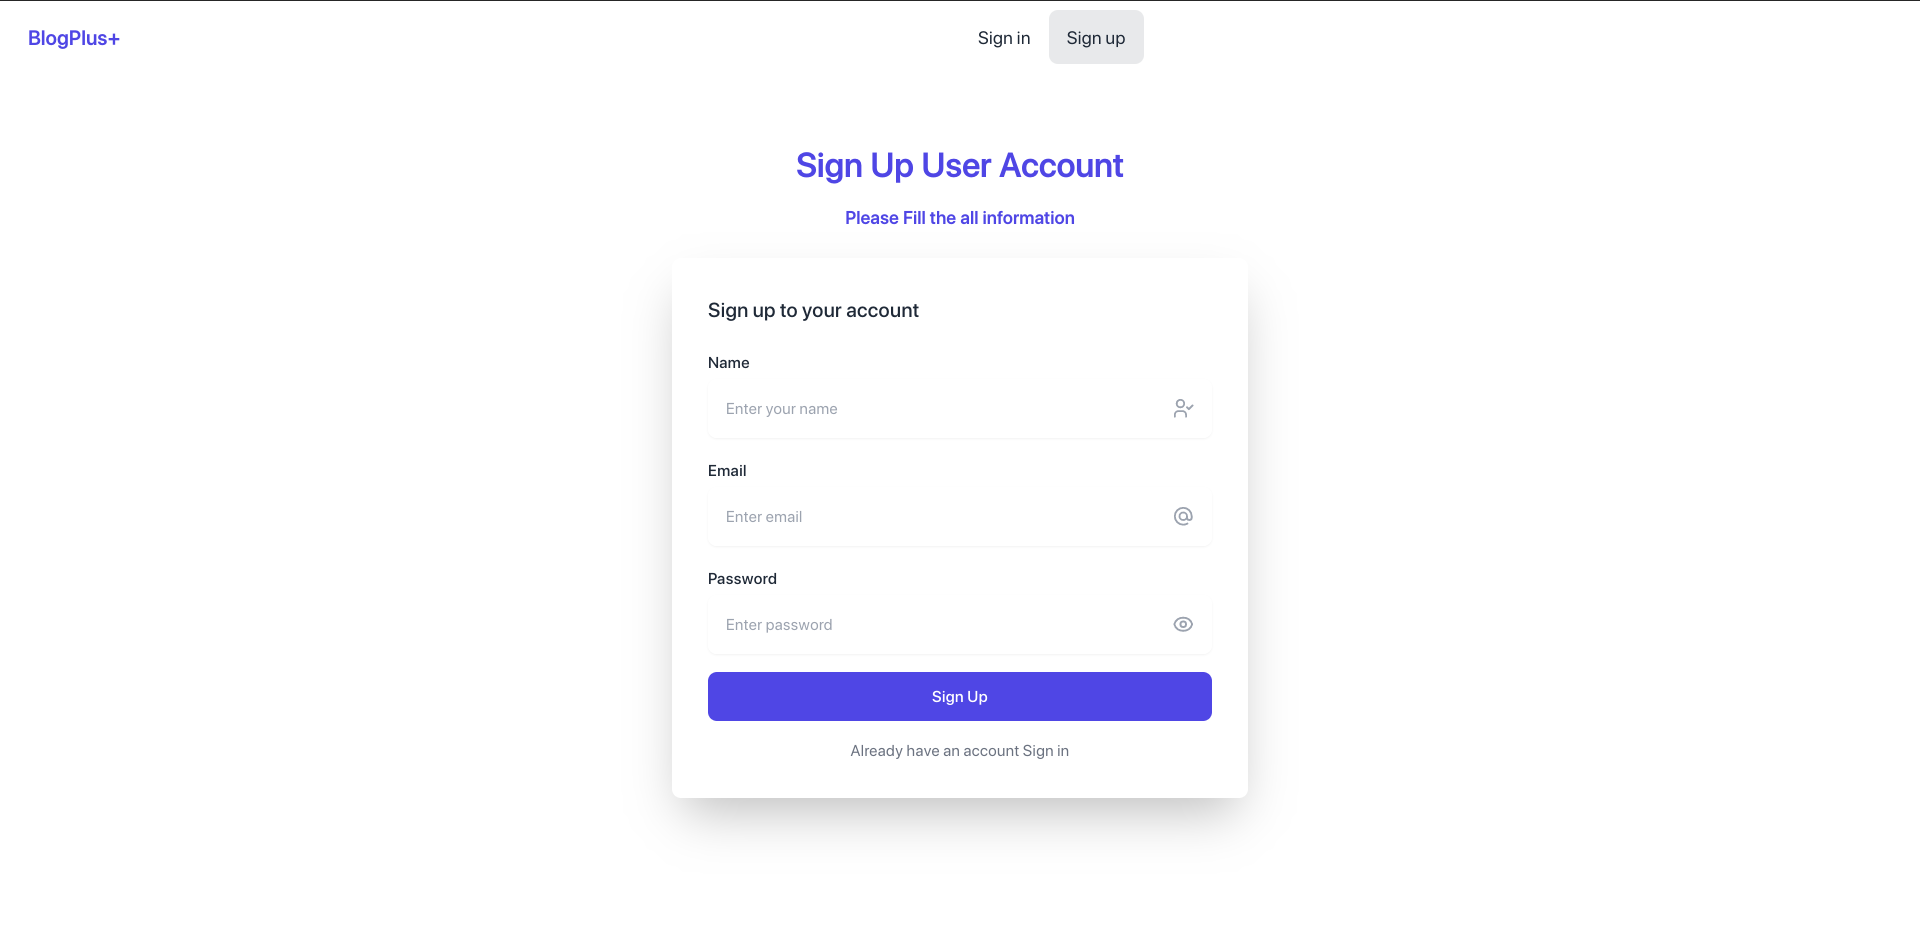 BlogPlus+
Sign in
Sign up
Sign Up User Account
Please Fill the all information
Sign up to your account
Name
Enter your name
Email
Enter email
Password
Enter password
Sign Up
Already have an account Sign in